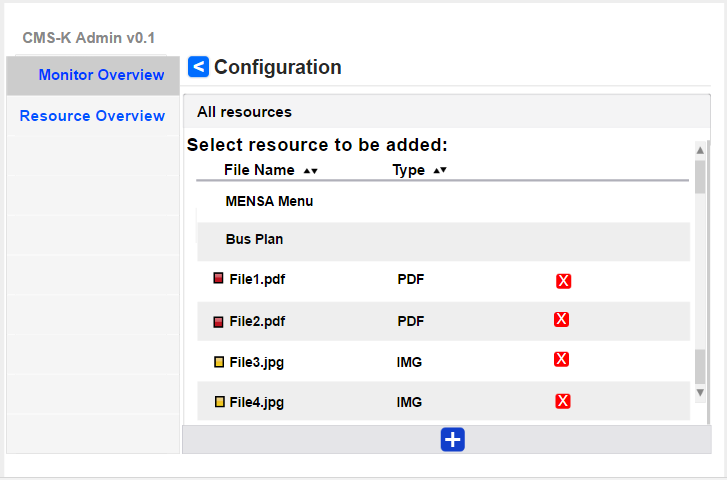 CMS-K Admin v0.1
Monitor Overview
Resource Overview
< Configuration
All resources
Select resource to be added:
File Name ▲▼ Type ▲▼
MENSA Menu
Bus Plan
File1.pdf PDF X
File2.pdf PDF X
File3.jpg IMG X
File4.jpg IMG X
+